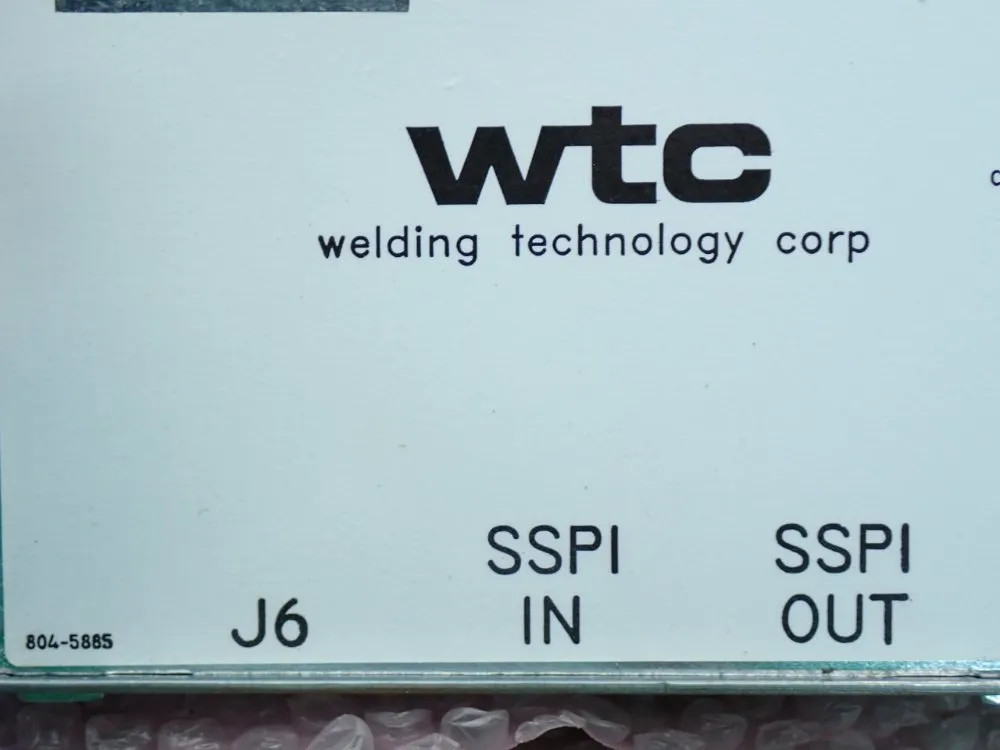 wtc
welding technology corp
SSPI
IN
SSPI
OUT
J6
804-5885